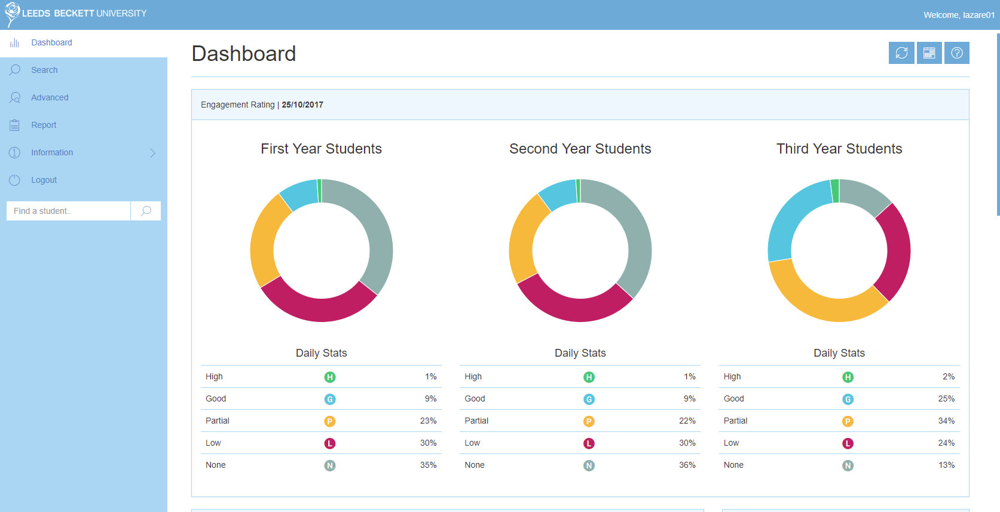 LEEDS BECKETT UNIVERSITY
Welcome, lazare01
Dashboard
Search
Advanced
Report
Information
Logout
Find a student..
Dashboard
Engagement Rating | 25/10/2017
First Year Students
Second Year Students
Third Year Students
Daily Stats
High H 1%
Good G 9%
Partial P 23%
Low L 30%
None N 35%
Daily Stats
High H 1%
Good G 9%
Partial P 22%
Low L 30%
None N 36%
Daily Stats
High H 2%
Good G 25%
Partial P 34%
Low L 24%
None N 13%